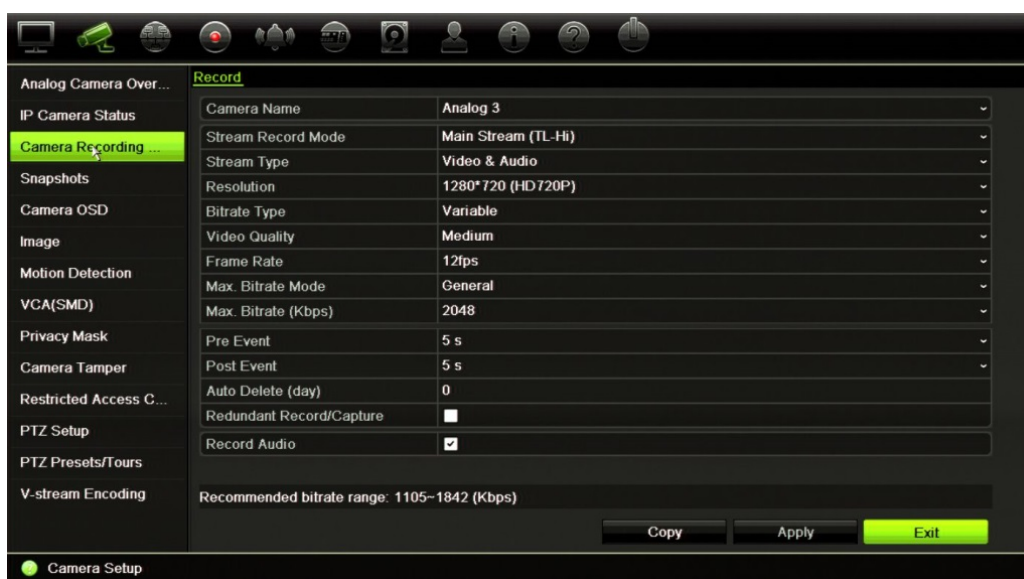 Analog Camera Over...
IP Camera Status
Camera Recording ...
Snapshots
Camera OSD
Image
Motion Detection
VCA(SMD)
Privacy Mask
Camera Tamper
Restricted Access C...
PTZ Setup
PTZ Presets/Tours
V-stream Encoding
Record
Camera Name Analog 3
Stream Record Mode Main Stream (TL-Hi)
Stream Type Video & Audio
Resolution 1280*720 (HD720P)
Bitrate Type Variable
Video Quality Medium
Frame Rate 12fps
Max. Bitrate Mode General
Max. Bitrate (Kbps) 2048
Pre Event 5 s
Post Event 5 s
Auto Delete (day) 0
Redundant Record/Capture
Record Audio
Recommended bitrate range: 1105~1842 (Kbps)
Copy Apply Exit
? Camera Setup